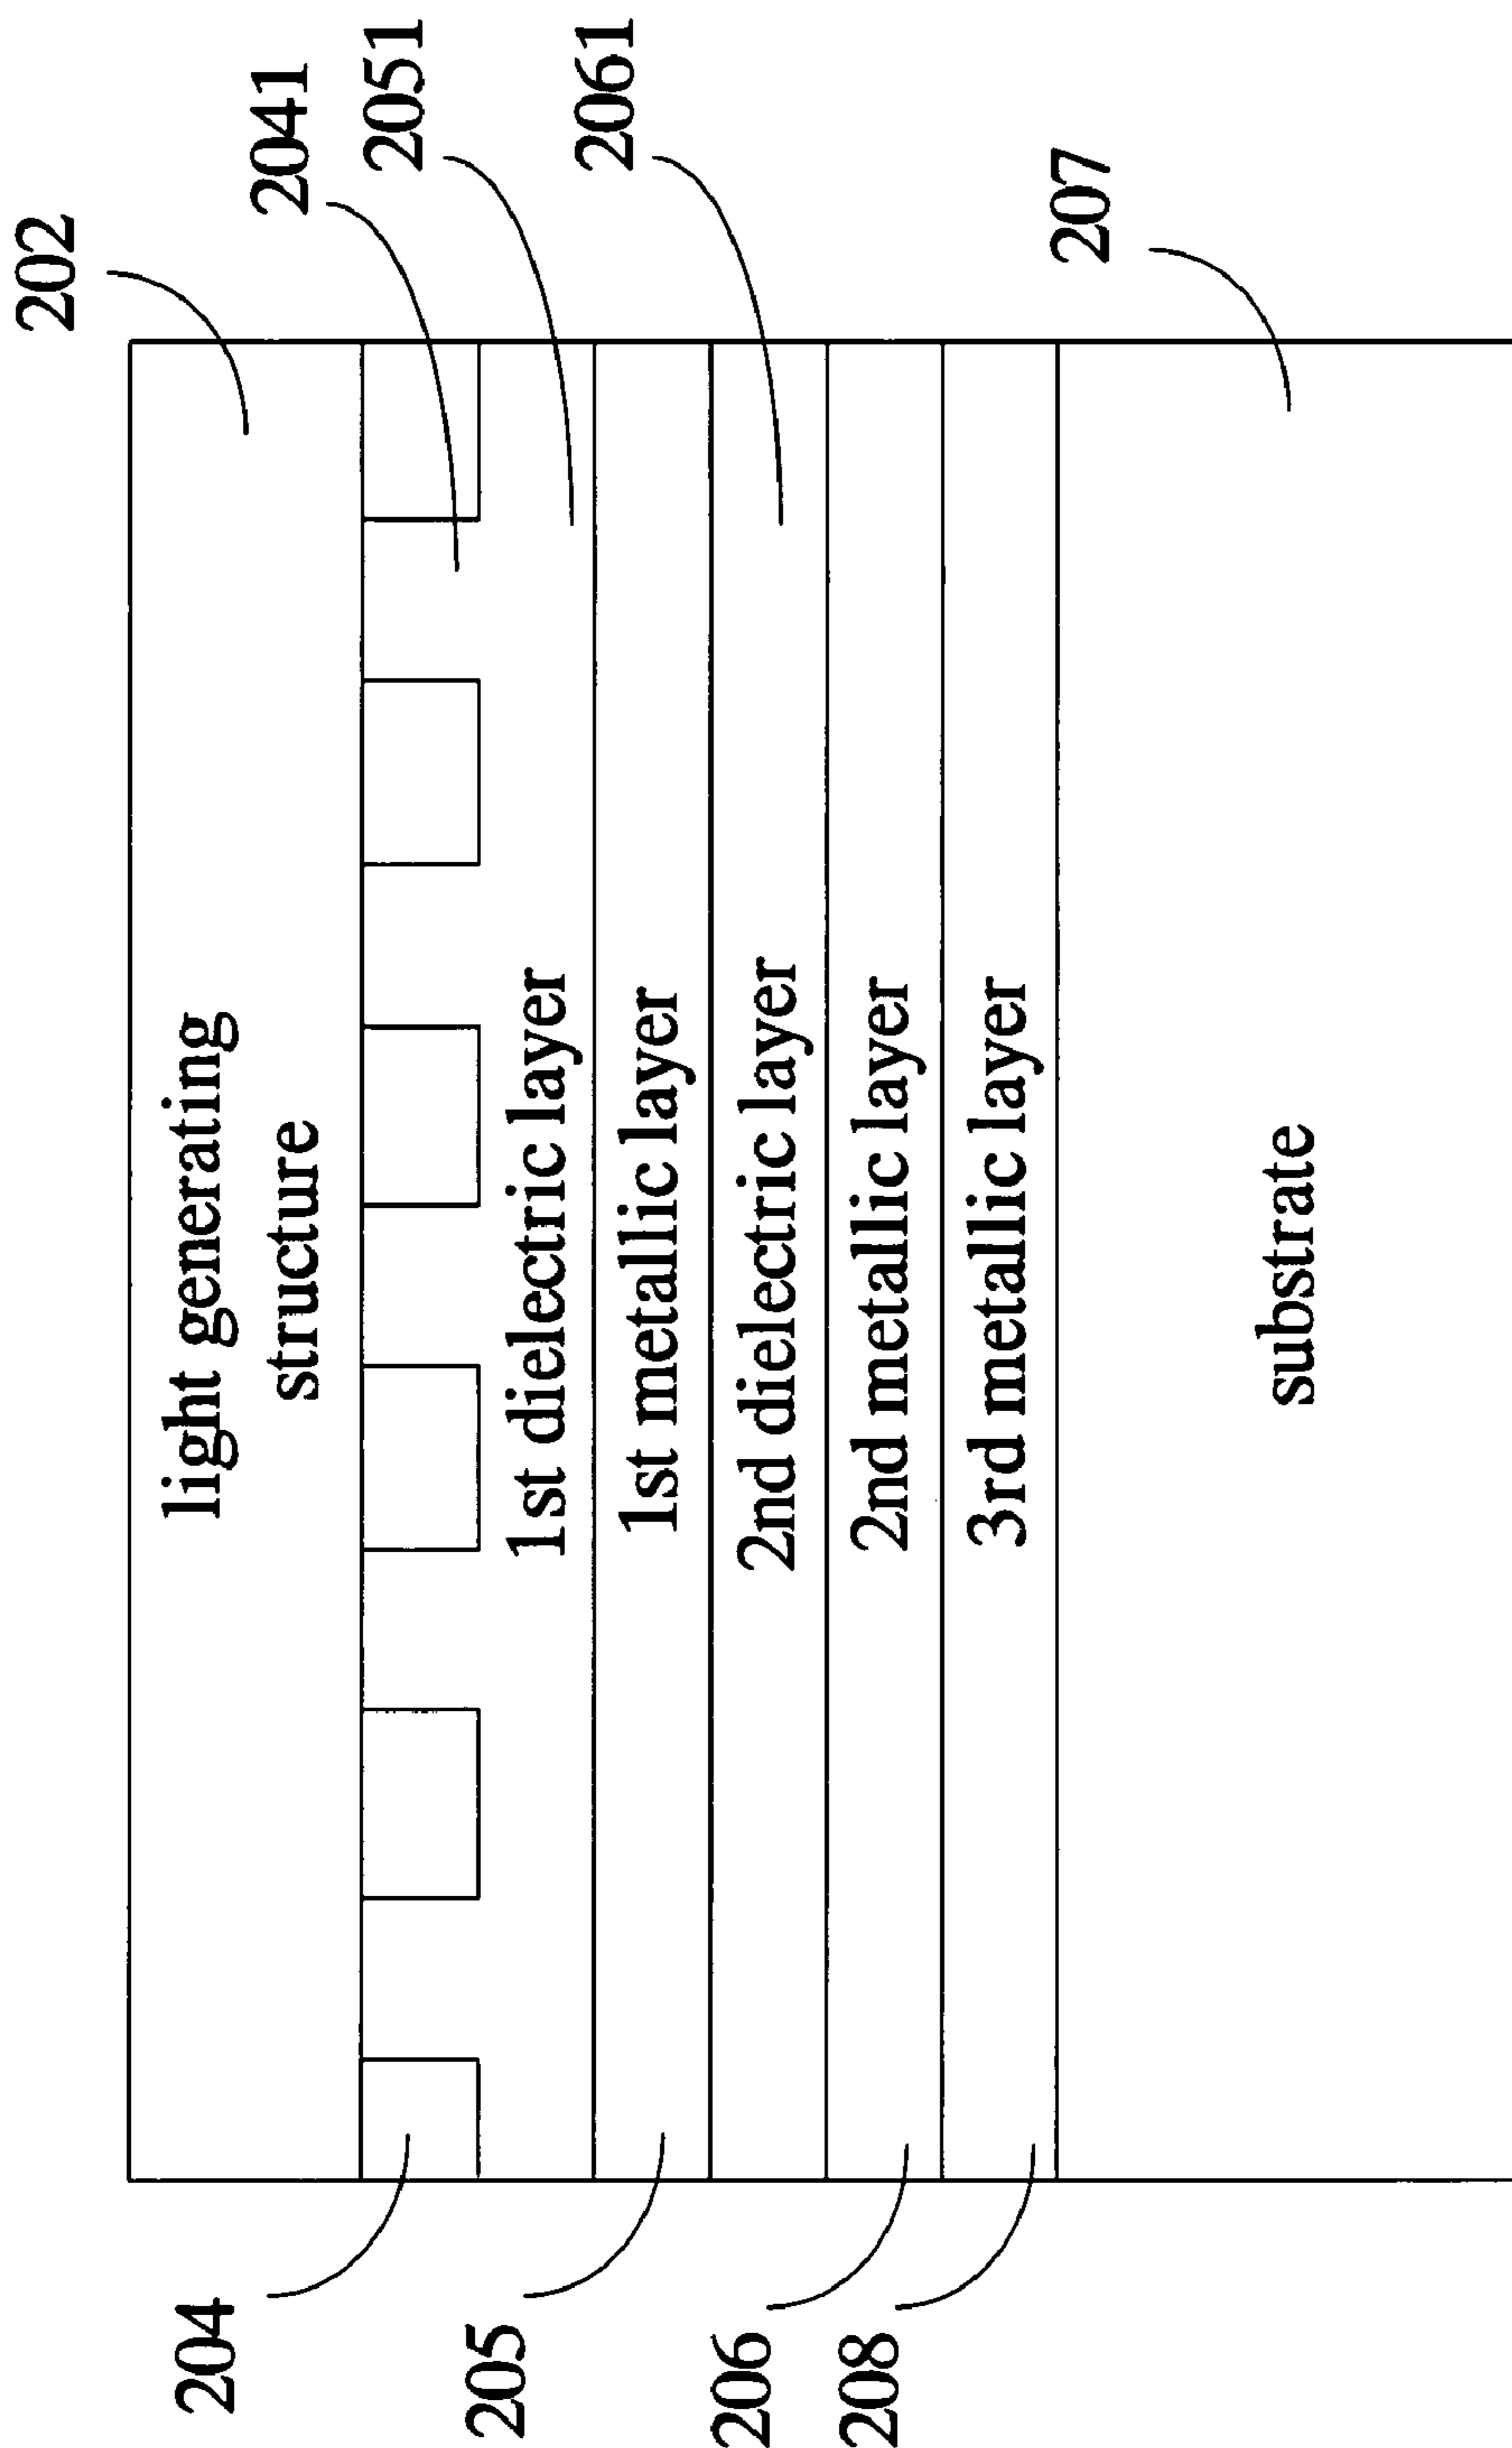 202
2041
2051
2061
207
light generating
structure
1st dielectric layer
1st metallic layer
2nd dielectric layer
2nd metallic layer
3rd metallic layer
substrate
204
205
206
208